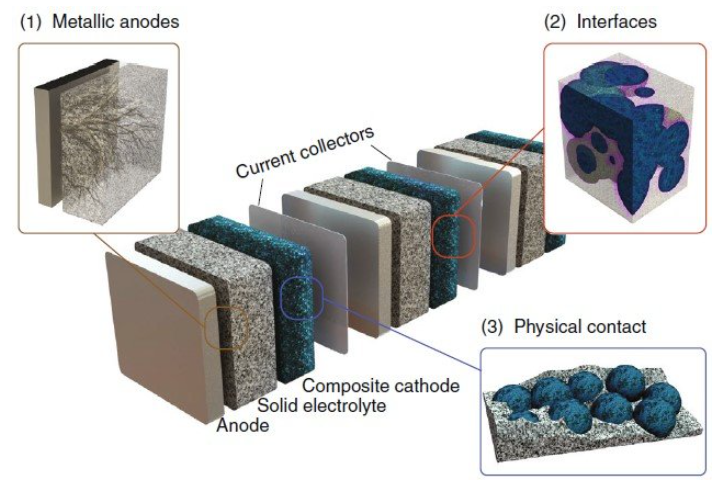 (1) Metallic anodes
(2) Interfaces
Current collectors
(3) Physical contact
Composite cathode
Solid electrolyte
Anode